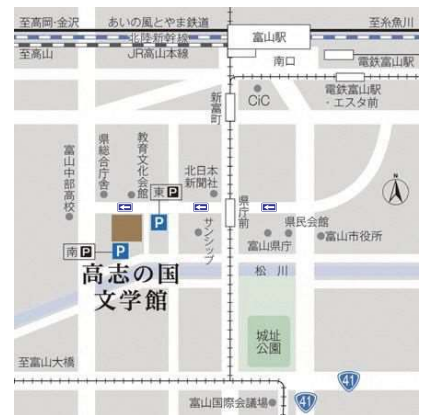 至高岡･金沢
あいの風とやま鉄道
至糸魚川
北陸新幹線
富山駅
至高山
JR高山本線
南口
電鉄富山駅
電鉄富山駅
・エスタ前
新富町
CiC
富山中部高校
県総合庁舎
教育文化会館
東P
北日本
新聞社
県庁前
サンシップ
県民会館
富山県庁
富山市役所
P
南P
P
高志の国
文学館
松川
城址
公園
至富山大橋
41
41
富山国際会議場